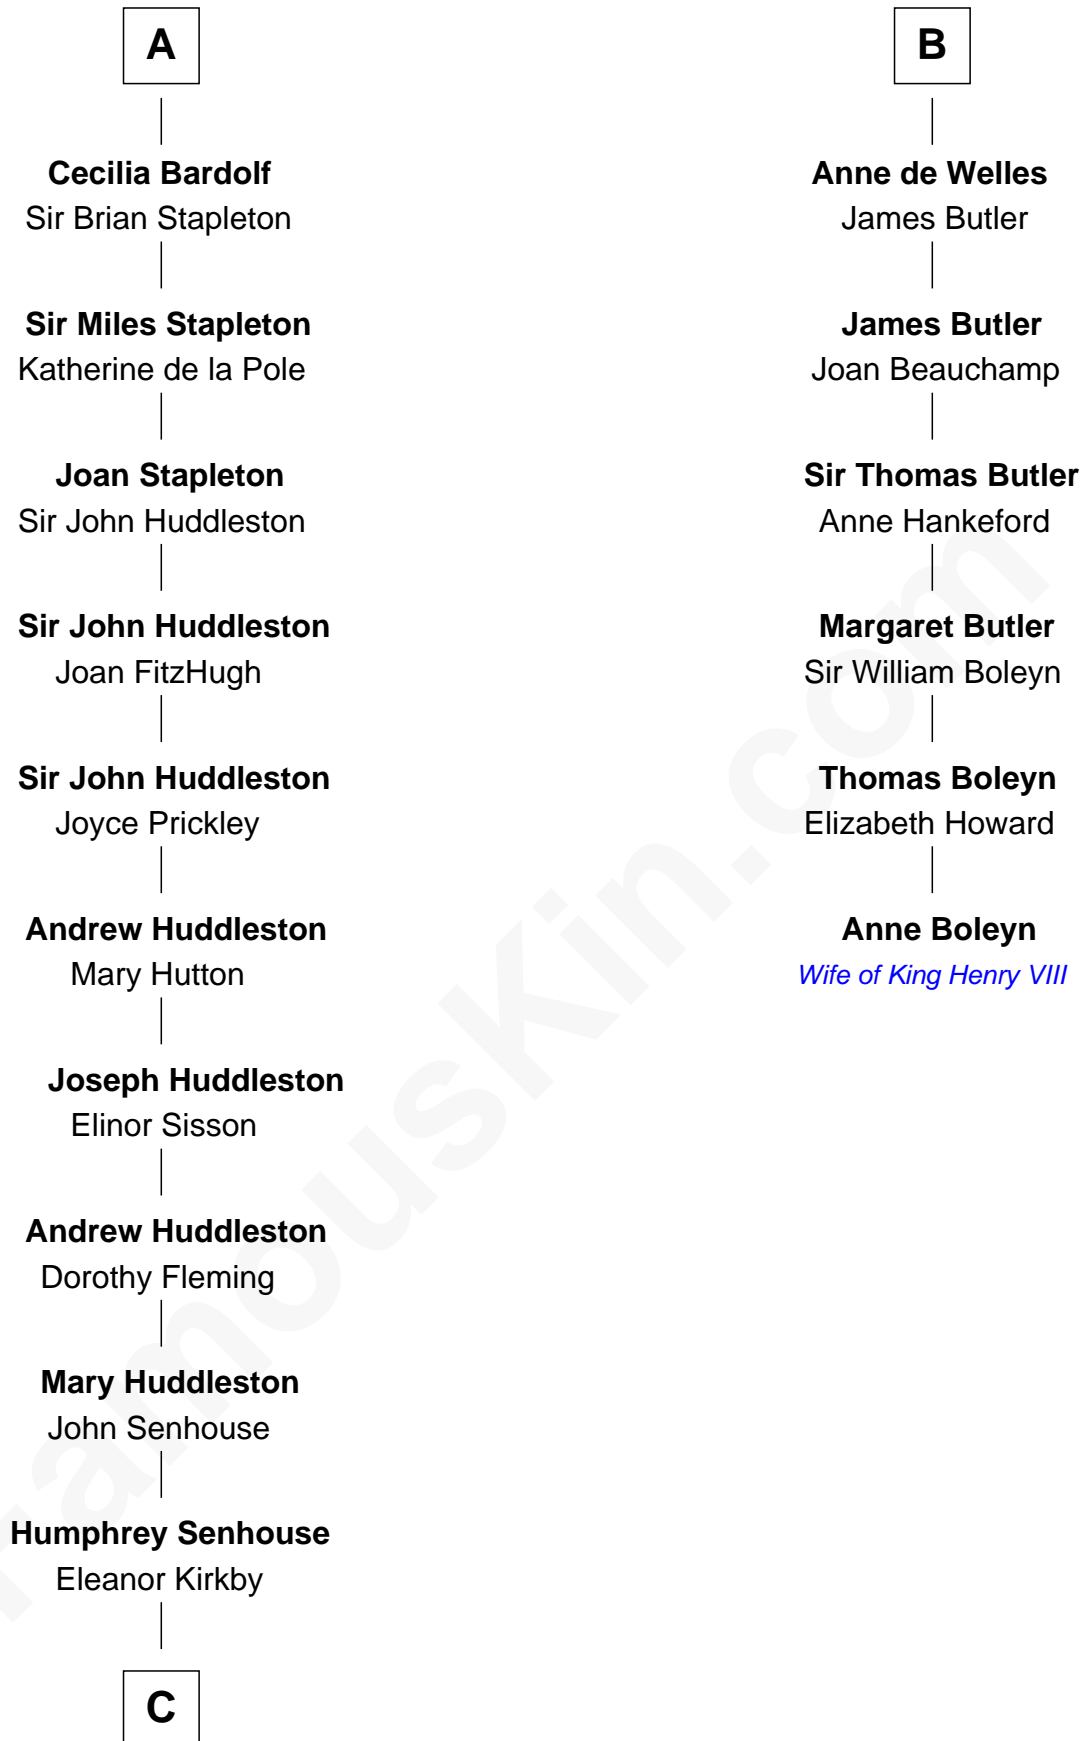 A
Cecilia Bardolf
Sir Brian Stapleton
Sir Miles Stapleton
Katherine de la Pole
Joan Stapleton
Sir John Huddleston
Sir John Huddleston
Joan FitzHugh
Sir John Huddleston
Joyce Prickley
Andrew Huddleston
Mary Hutton
Joseph Huddleston
Elinor Sisson
Andrew Huddleston
Dorothy Fleming
Mary Huddleston
John Senhouse
Humphrey Senhouse
Eleanor Kirkby
C
B
Anne de Welles
James Butler
James Butler
Joan Beauchamp
Sir Thomas Butler
Anne Hankeford
Margaret Butler
Sir William Boleyn
Thomas Boleyn
Elizabeth Howard
Anne Boleyn
Wife of King Henry VIII
famouskin.com